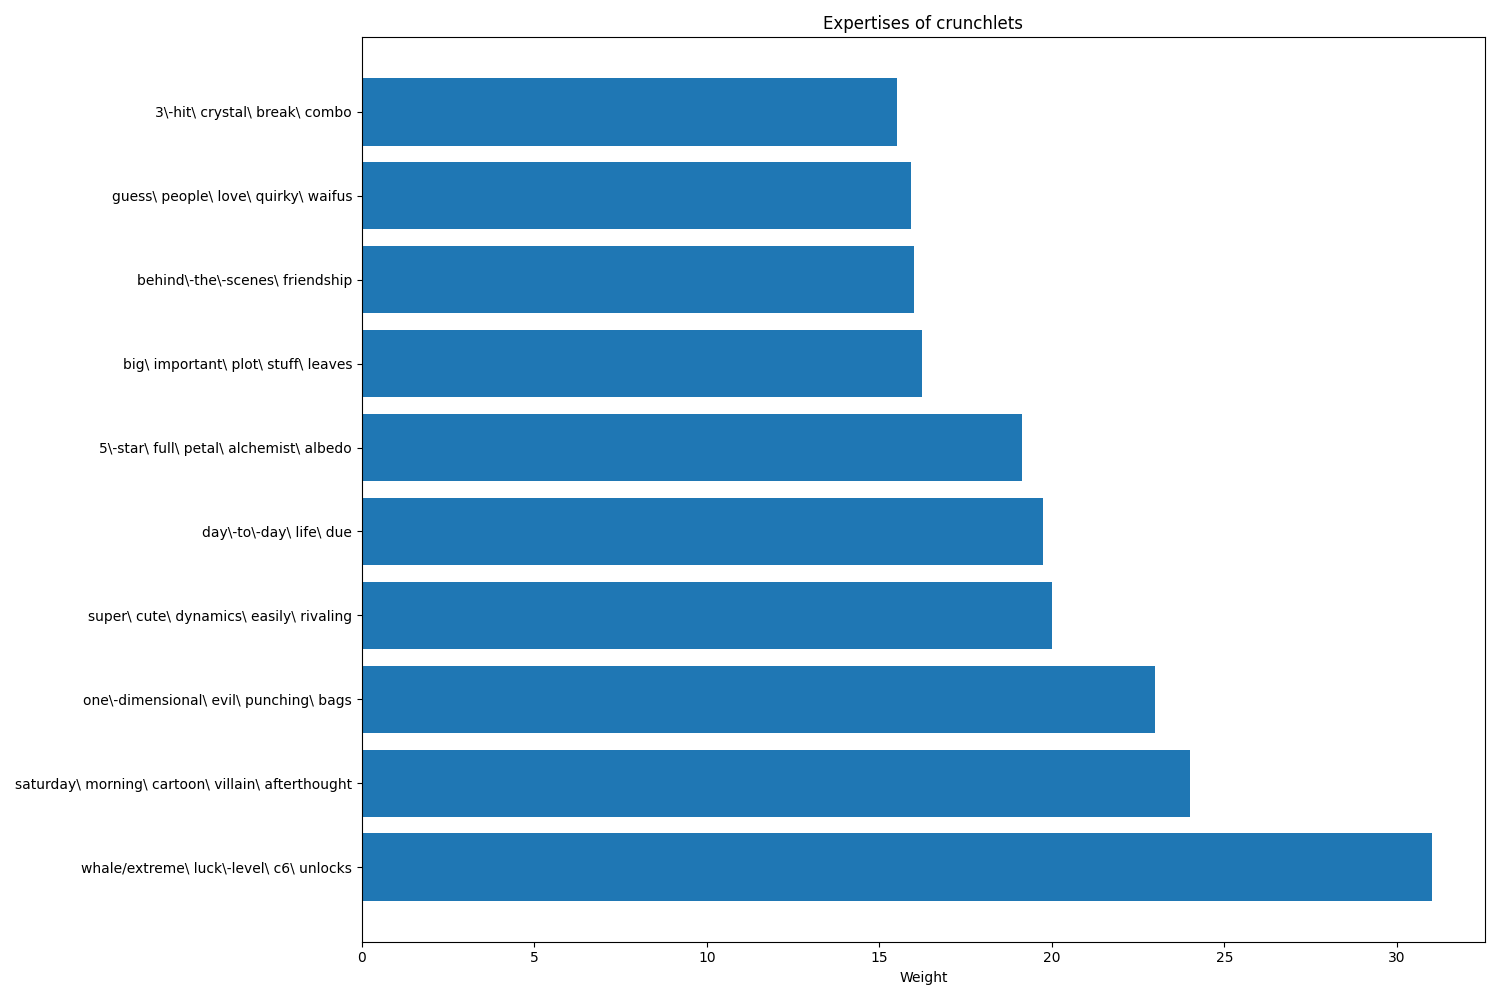 Expertises of crunchlets
3\-hit\ crystal\ break\ combo
guess\ people\ love\ quirky\ waifus
behind\-the\-scenes\ friendship
big\ important\ plot\ stuff\ leaves
5\-star\ full\ petal\ alchemist\ albedo
day\-to\-day\ life\ due
super\ cute\ dynamics\ easily\ rivaling
one\-dimensional\ evil\ punching\ bags
saturday\ morning\ cartoon\ villain\ afterthought
whale/extreme\ luck\-level\ c6\ unlocks
0 5 10 15 20 25 30
Weight